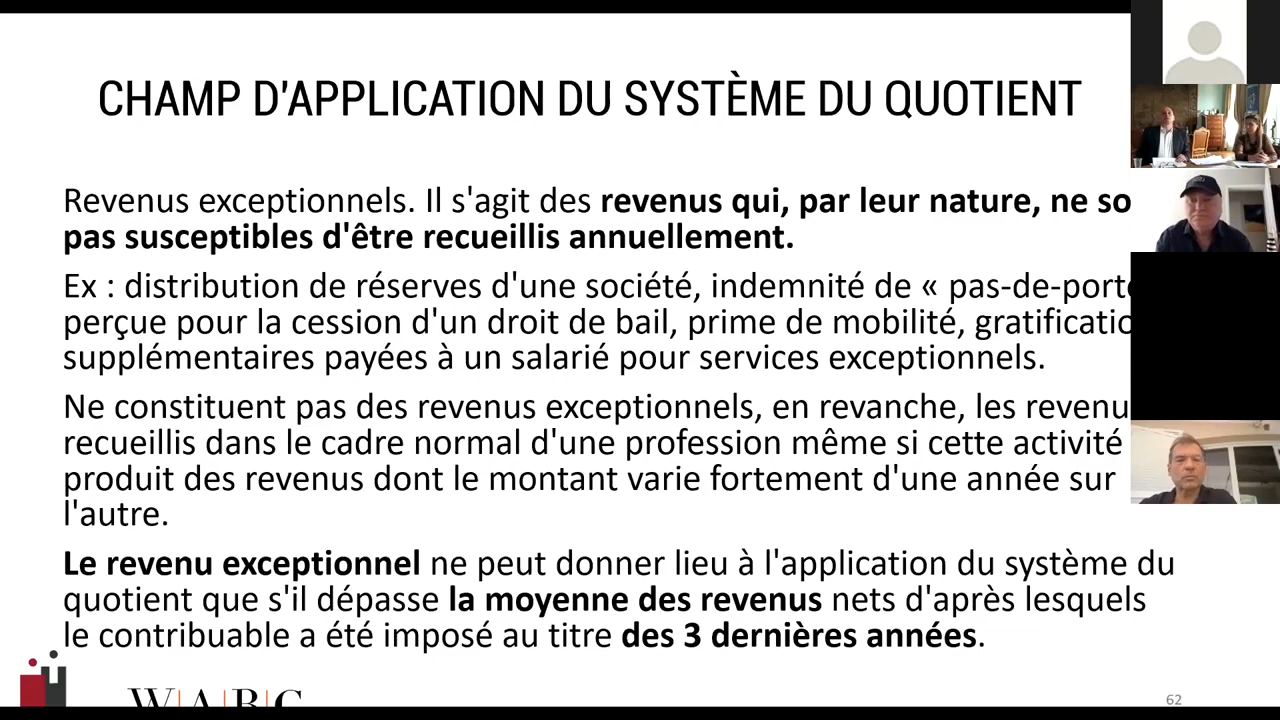 CHAMP D'APPLICATION DU SYSTÈME DU QUOTIENT
Revenus exceptionnels. Il s'agit des revenus qui, par leur nature, ne so
pas susceptibles d'être recueillis annuellement.
Ex : distribution de réserves d'une société, indemnité de « pas-de-porte
perçue pour la cession d'un droit de bail, prime de mobilité, gratificatio
supplémentaires payées à un salarié pour services exceptionnels.
Ne constituent pas des revenus exceptionnels, en revanche, les revenu
recueillis dans le cadre normal d'une profession même si cette activité
produit des revenus dont le montant varie fortement d'une année sur
l'autre.
Le revenu exceptionnel ne peut donner lieu à l'application du système du
quotient que s'il dépasse la moyenne des revenus nets d'après lesquels
le contribuable a été imposé au titre des 3 dernières années.
W|A|B|C
62